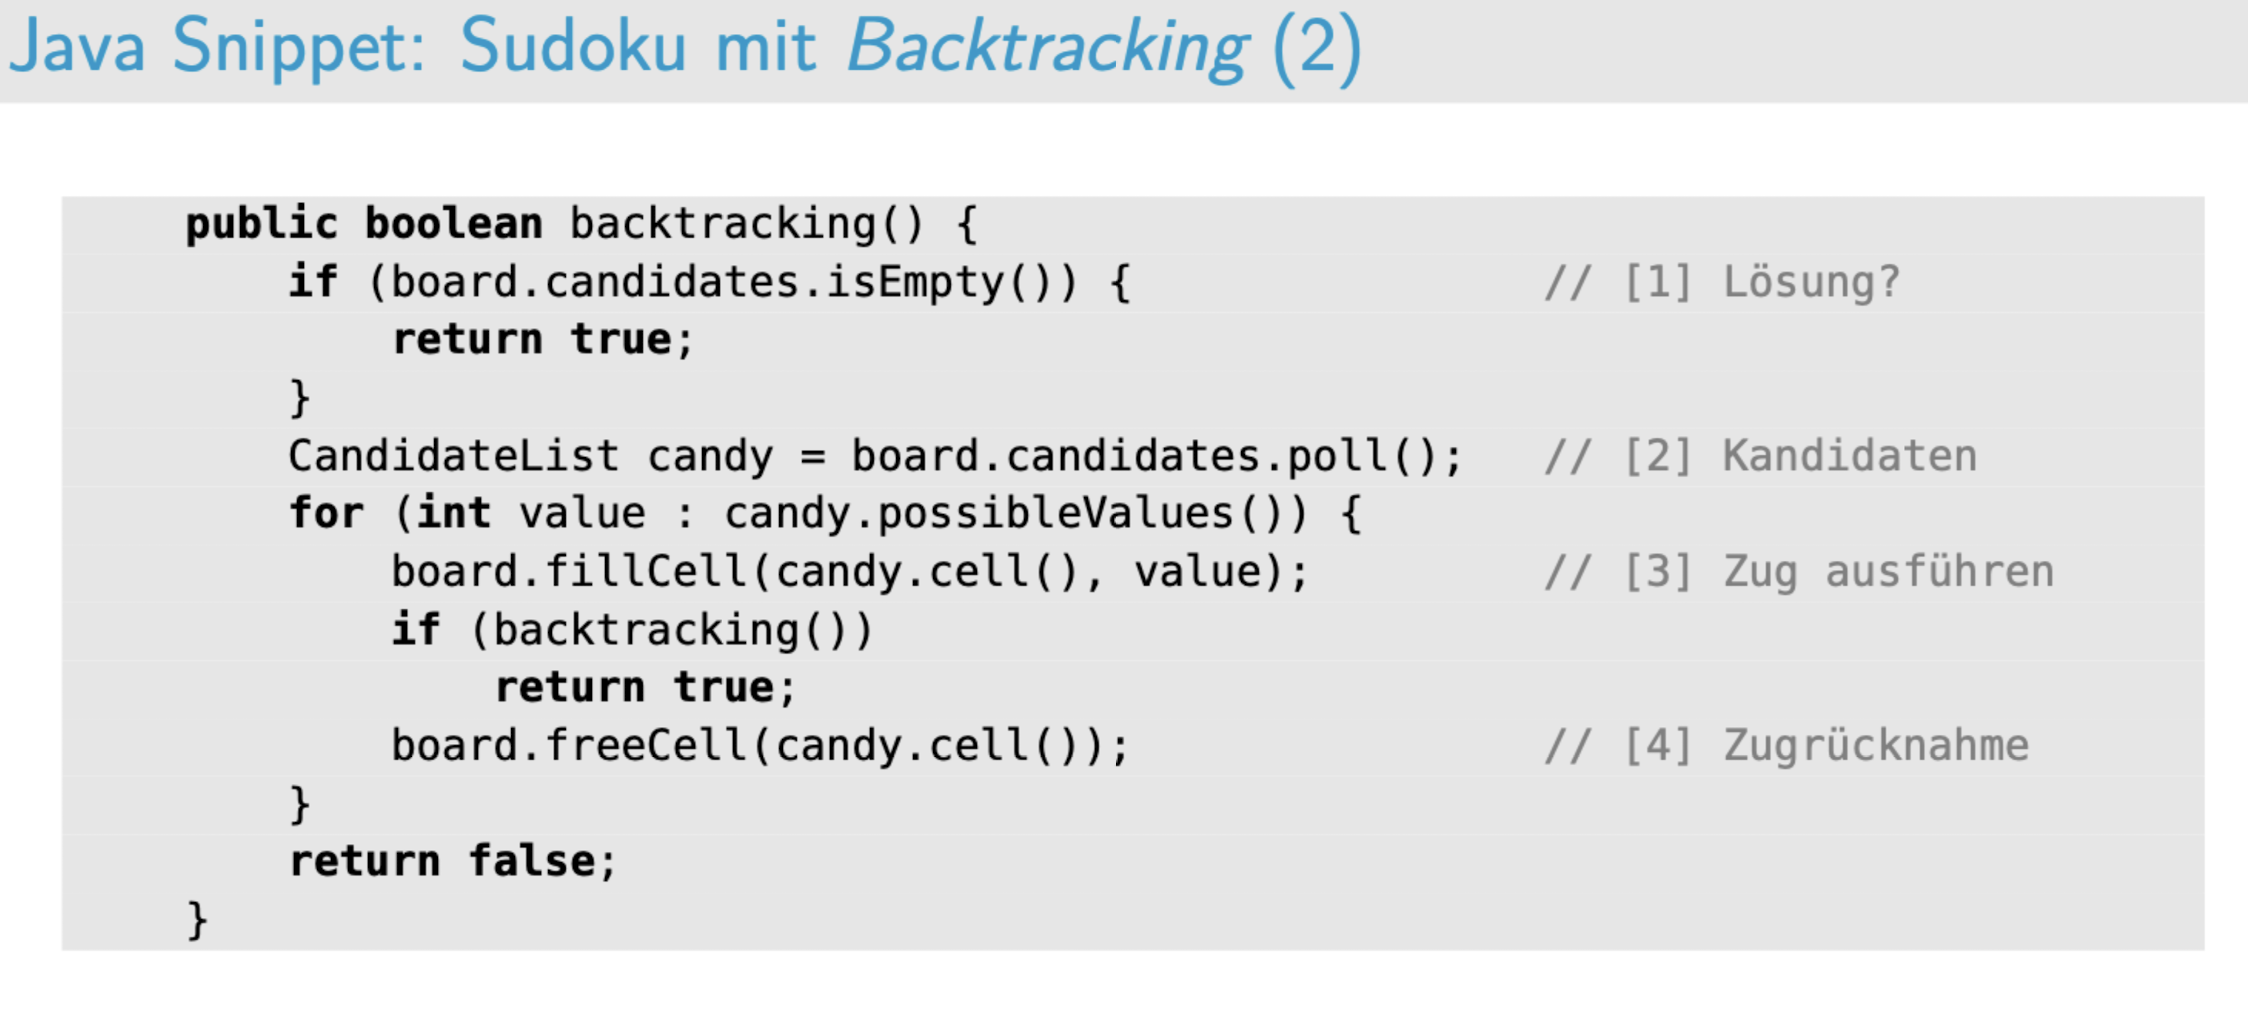 Java Snippet: Sudoku mit Backtracking (2)
public boolean backtracking() {
if (board.candidates.isEmpty()) { // [1] Lösung?
return true;
}
CandidateList candy = board.candidates.poll(); // [2] Kandidaten
for (int value : candy.possibleValues()) {
board.fillCell(candy.cell(), value); // [3] Zug ausführen
if (backtracking())
return true;
board.freeCell(candy.cell()); // [4] Zugrücknahme
}
return false;
}